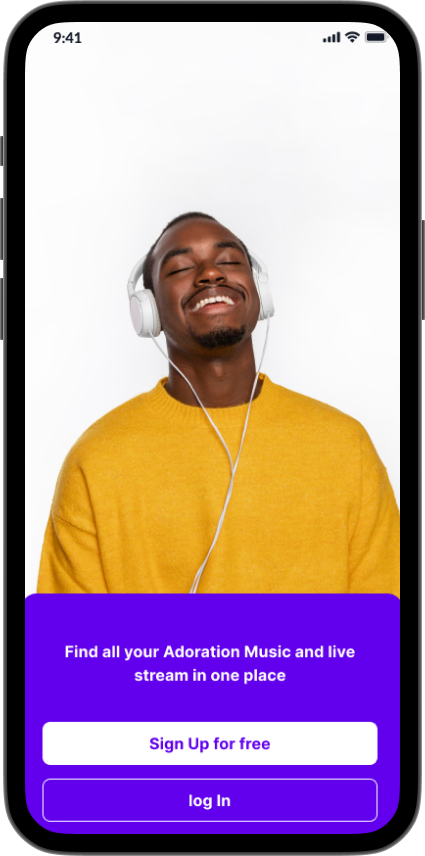 9:41
Find all your Adoration Music and live
stream in one place
Sign Up for free
log In